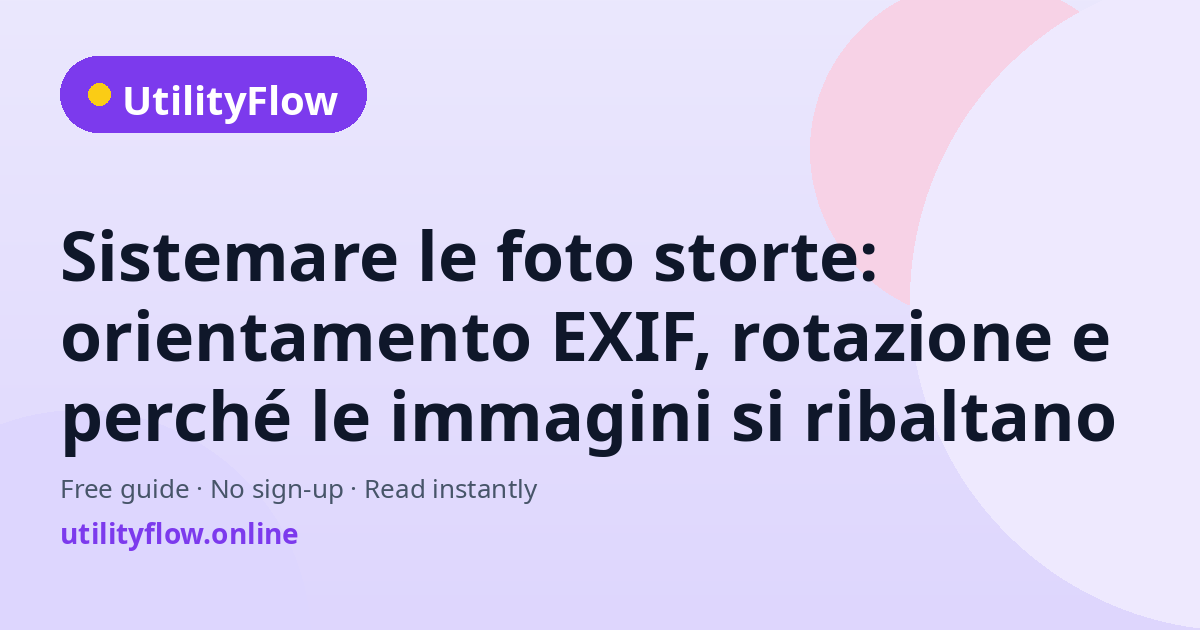 UtilityFlow
Sistemare le foto storte:
orientamento EXIF, rotazione e
perché le immagini si ribaltano
Free guide · No sign-up · Read instantly
utilityflow.online